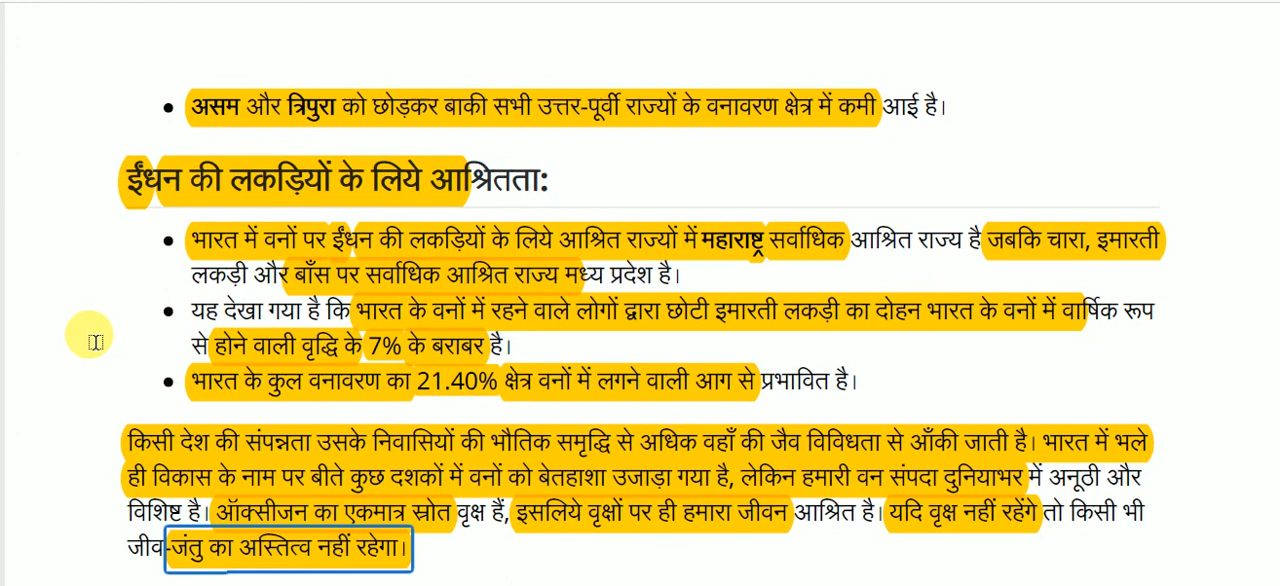 असम और त्रिपुरा को छोड़कर बाकी सभी उत्तर-पूर्वी राज्यों के वनावरण क्षेत्र में कमी आई है।
ईंधन की लकड़ियों के लिये आश्रितता:
भारत में वनों पर ईंधन की लकड़ियों के लिये आश्रित राज्यों में महाराष्ट्र सर्वाधिक आश्रित राज्य है जबकि चारा, इमारती
लकड़ी और बाँस पर सर्वाधिक आश्रित राज्य मध्य प्रदेश है।
यह देखा गया है कि भारत के वनों में रहने वाले लोगों द्वारा छोटी इमारती लकड़ी का दोहन भारत के वनों में वार्षिक रूप
से होने वाली वृद्धि के 7% के बराबर है।
भारत के कुल वनावरण का 21.40% क्षेत्र वनों में लगने वाली आग से प्रभावित है।
किसी देश की संपन्नता उसके निवासियों की भौतिक समृद्धि से अधिक वहाँ की जैव विविधता से आँकी जाती है। भारत में भले
ही विकास के नाम पर बीते कुछ दशकों में वनों को बेतहाशा उजाड़ा गया है, लेकिन हमारी वन संपदा दुनियाभर में अनूठी और
विशिष्ट है। ऑक्सीजन का एकमात्र स्रोत वृक्ष हैं, इसलिये वृक्षों पर ही हमारा जीवन आश्रित है। यदि वृक्ष नहीं रहेंगे तो किसी भी
जीव-जंतु का अस्तित्व नहीं रहेगा।